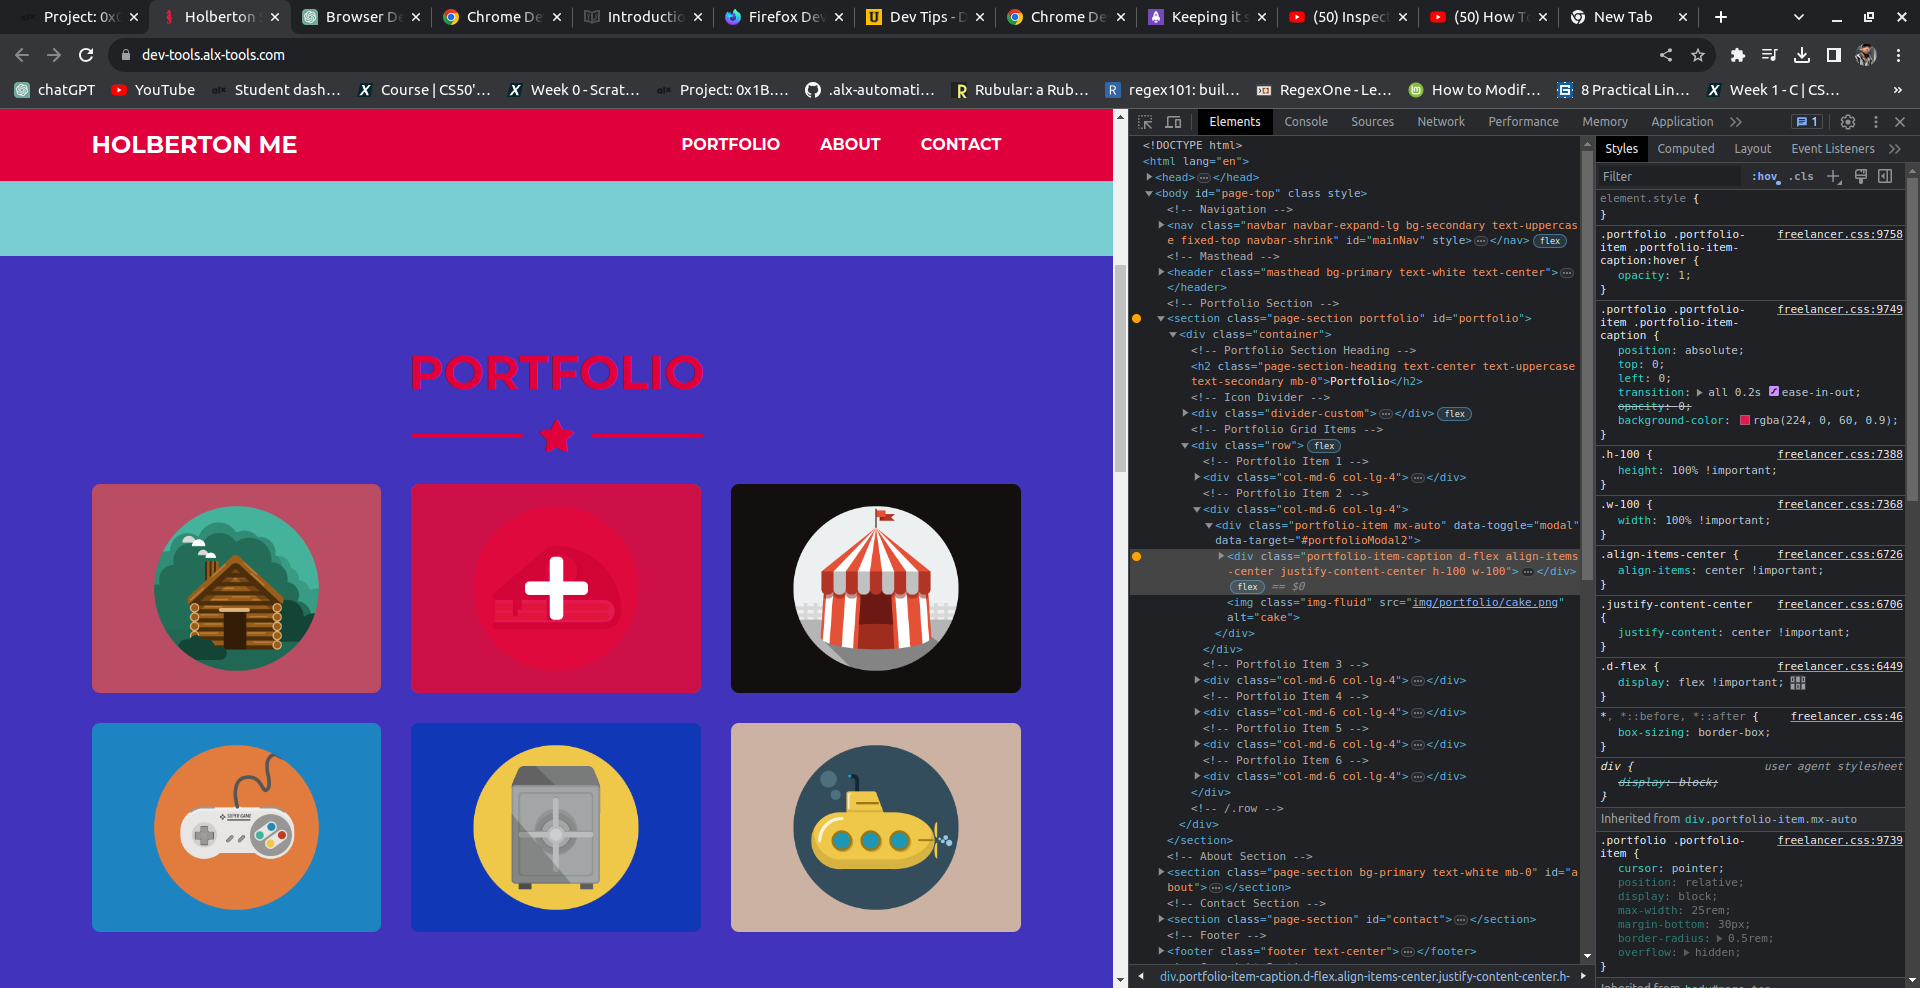 Project: 0x
Holberton
Browser De
Chrome De
Introductio
Firefox Dev
Dev Tips - D
Chrome De
Keeping it s
(50) Inspec
(50) How T
New Tab
dev-tools.alx-tools.com
chatGPT
YouTube
Student dash...
Course | CS50'...
Week 0 - Scrat...
Project: 0x1B....
.alx-automati...
Rubular: a Rub...
regex101: buil...
RegexOne - Le...
How to Modif...
8 Practical Lin...
Week 1 - C | CS...
»
HOLBERTON ME
PORTFOLIO
ABOUT
CONTACT
PORTFOLIO
SUPER GAME
Elements
Console
Sources
Network
Performance
Memory
Application
1
<!DOCTYPE html>
<html lang="en">
<head>…</head>
<body id="page-top" class style>
<!-- Navigation -->
<nav class="navbar navbar-expand-lg bg-secondary text-uppercas
e fixed-top navbar-shrink" id="mainNav" style>…</nav> flex
<!-- Masthead -->
<header class="masthead bg-primary text-white text-center">…
</header>
<!-- Portfolio Section -->
<section class="page-section portfolio" id="portfolio">
<div class="container">
<!-- Portfolio Section Heading -->
<h2 class="page-section-heading text-center text-uppercase
text-secondary mb-0">Portfolio</h2>
<!-- Icon Divider -->
<div class="divider-custom">…</div> flex
<!-- Portfolio Grid Items -->
<div class="row"> flex
<!-- Portfolio Item 1 -->
<div class="col-md-6 col-lg-4">…</div>
<!-- Portfolio Item 2 -->
<div class="col-md-6 col-lg-4">
<div class="portfolio-item mx-auto" data-toggle="modal"
data-target="#portfolioModal2">
<div class="portfolio-item-caption d-flex align-items
-center justify-content-center h-100 w-100">…</div>
flex == $0
<img class="img-fluid" src="img/portfolio/cake.png"
alt="cake">
</div>
</div>
<!-- Portfolio Item 3 -->
<div class="col-md-6 col-lg-4">…</div>
<!-- Portfolio Item 4 -->
<div class="col-md-6 col-lg-4">…</div>
<!-- Portfolio Item 5 -->
<div class="col-md-6 col-lg-4">…</div>
<!-- Portfolio Item 6 -->
<div class="col-md-6 col-lg-4">…</div>
</div>
<!-- /.row -->
</div>
</section>
<!-- About Section -->
<section class="page-section bg-primary text-white mb-0" id="a
bout">…</section>
<!-- Contact Section -->
<section class="page-section" id="contact">…</section>
<!-- Footer -->
<footer class="footer text-center">…</footer>
div.portfolio-item-caption.d-flex.align-items-center.justify-content-center.h-
Styles
Computed
Layout
Event Listeners
Filter
:hov
.cls
element.style {
}
.portfolio .portfolio- freelancer.css:9758
item .portfolio-item-
caption:hover {
opacity: 1;
}
.portfolio .portfolio- freelancer.css:9749
item .portfolio-item-
caption {
position: absolute;
top: 0;
left: 0;
transition: all 0.2s ease-in-out;
opacity: 0;
background-color: rgba(224, 0, 60, 0.9);
}
.h-100 { freelancer.css:7388
height: 100% !important;
}
.w-100 { freelancer.css:7368
width: 100% !important;
}
.align-items-center { freelancer.css:6726
align-items: center !important;
}
.justify-content-center freelancer.css:6706
{
justify-content: center !important;
}
.d-flex { freelancer.css:6449
display: flex !important;
}
*, *::before, *::after { freelancer.css:46
box-sizing: border-box;
}
div { user agent stylesheet
display: block;
}
Inherited from div.portfolio-item.mx-auto
.portfolio .portfolio- freelancer.css:9739
item {
cursor: pointer;
position: relative;
display: block;
max-width: 25rem;
margin-bottom: 30px;
border-radius: 0.5rem;
overflow: hidden;
}